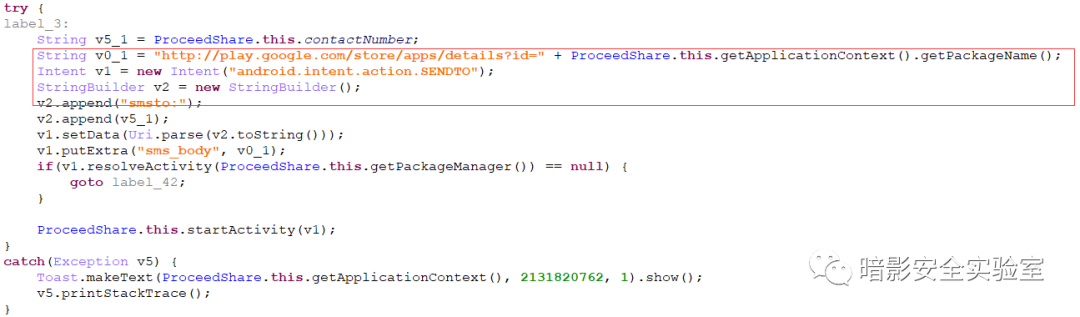 try {
label_3:
    String v5_1 = ProceedShare.this.contactNumber;
    String v0_1 = "http://play.google.com/store/apps/details?id=" + ProceedShare.this.getApplicationContext().getPackageName();
    Intent v1 = new Intent("android.intent.action.SENDTO");
    StringBuilder v2 = new StringBuilder();
    v2.append("smsto:");
    v2.append(v5_1);
    v1.setData(Uri.parse(v2.toString()));
    v1.putExtra("sms_body", v0_1);
    if(v1.resolveActivity(ProceedShare.this.getPackageManager()) == null) {
        goto label_42;
    }
    ProceedShare.this.startActivity(v1);
}
catch(Exception v5) {
    Toast.makeText(ProceedShare.this.getApplicationContext(), 2131820762, 1).show();
    v5.printStackTrace();
}
暗影安全实验室